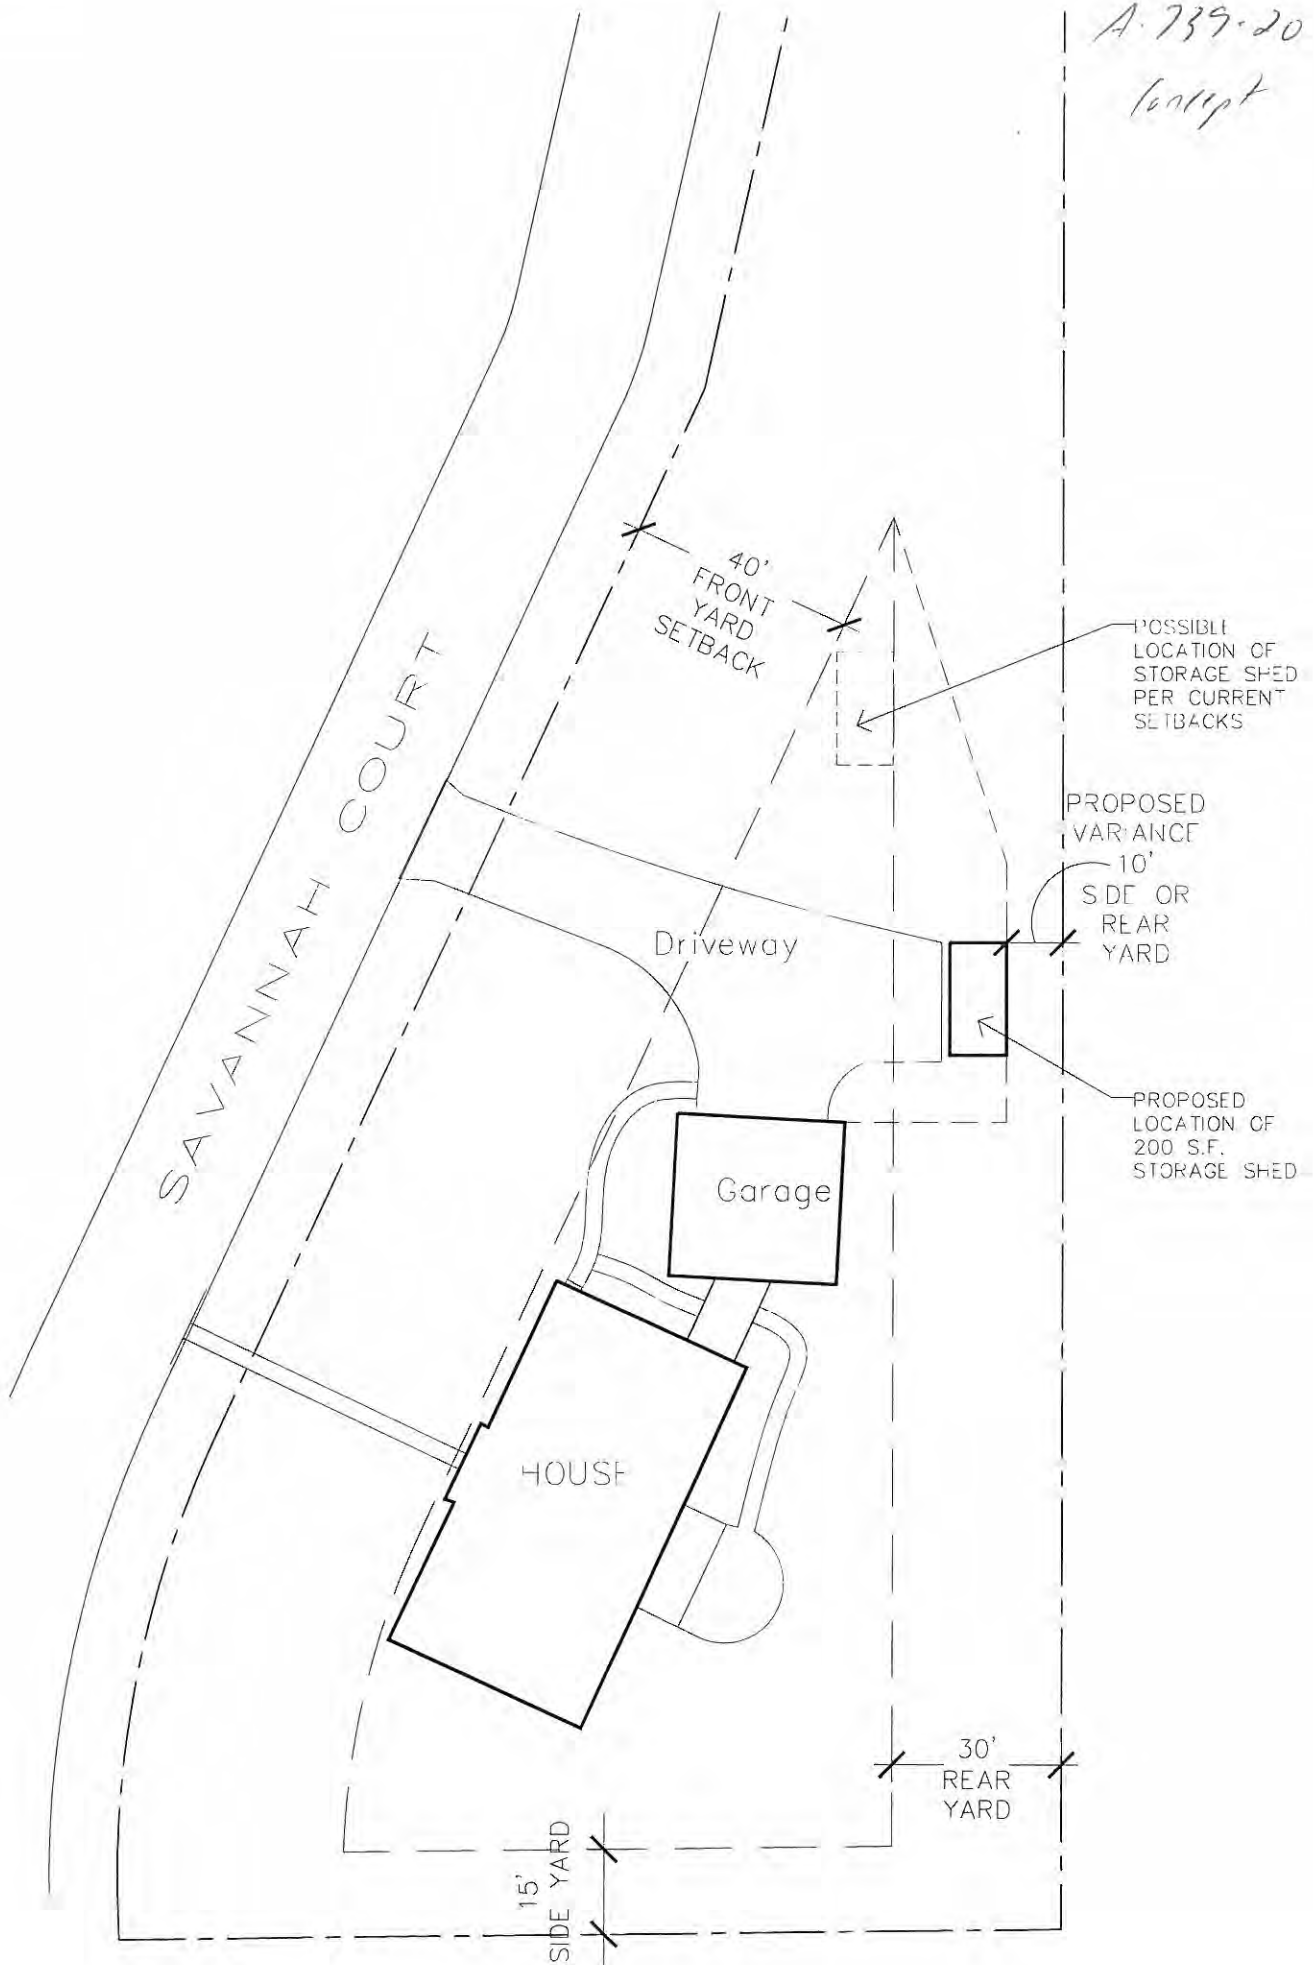 A-739-20
Concept
40'
FRONT
YARD
SETBACK
POSSIBLE
LOCATION OF
STORAGE SHED
PER CURRENT
SETBACKS
SAVANNAH COURT
PROPOSED
VARIANCE
10'
SIDE OR
REAR
YARD
Driveway
PROPOSED
LOCATION OF
200 S.F.
STORAGE SHED
Garage
HOUSE
30'
REAR
YARD
15'
SIDE YARD